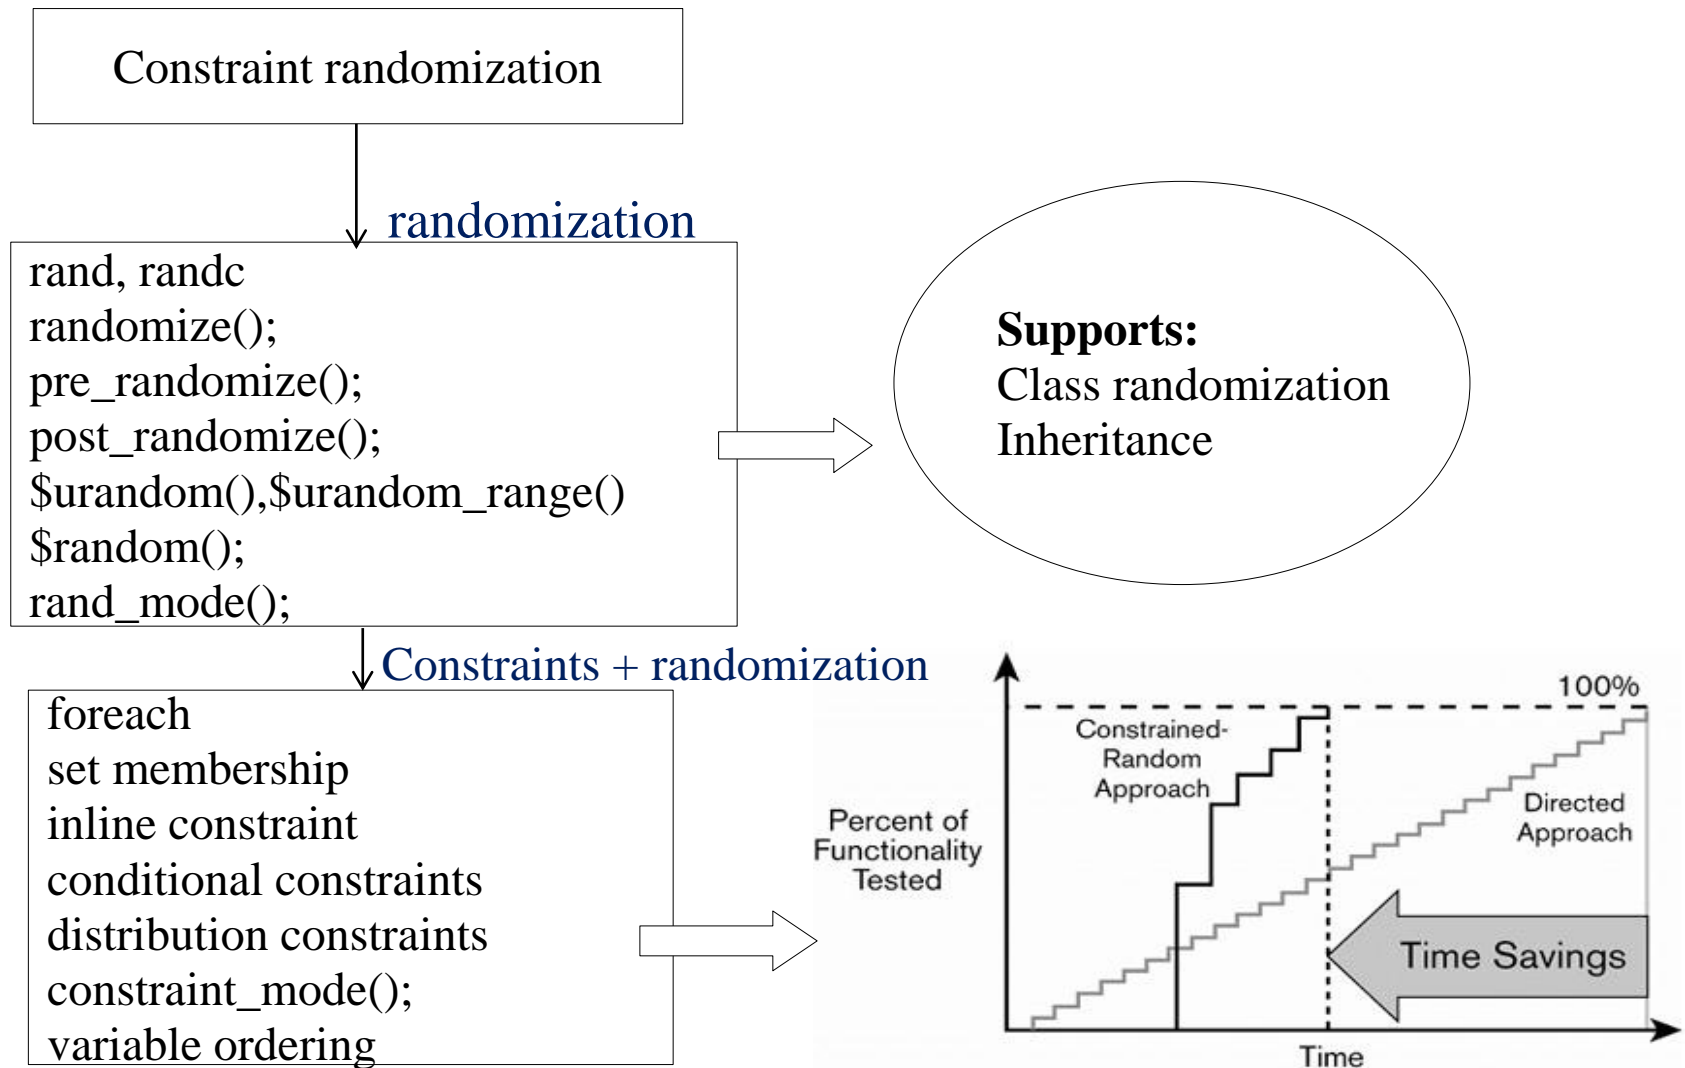 Constraint randomization
randomization
rand, randc
randomize();
pre_randomize();
post_randomize();
$urandom(),$urandom_range()
$random();
rand_mode();
Supports:
Class randomization
Inheritance
Constraints + randomization
foreach
set membership
inline constraint
conditional constraints
distribution constraints
constraint_mode();
variable ordering
100%
Constrained-
Random
Approach
Directed
Approach
Percent of
Functionality
Tested
Time Savings
Time